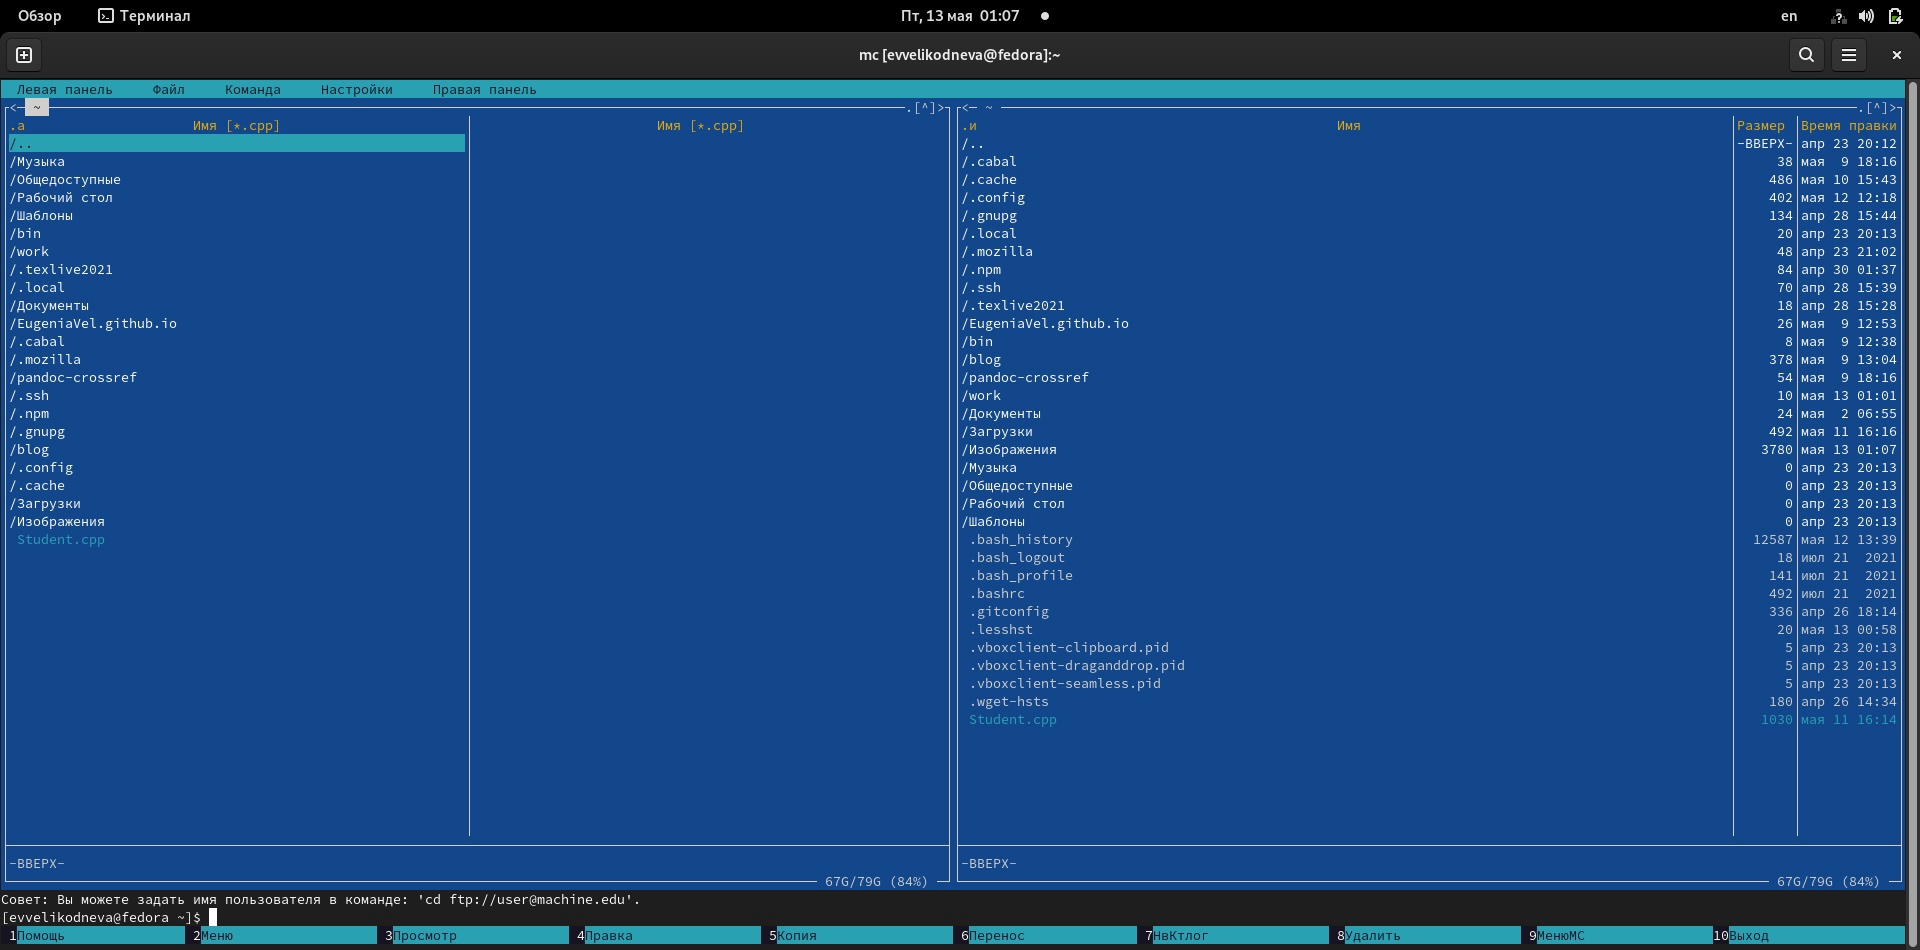 Обзор Терминал Пт, 13 мая 01:07 en
mc [evvelikodneva@fedora]:~
Левая панель Файл Команда Настройки Правая панель
<─ ~ .[^]> <─ ~ .[^]>
.а Имя [*.cpp] Имя [*.cpp] .и Имя Размер Время правки
/.. /.. -ВВЕРХ- апр 23 20:12
/Музыка /.cabal 38 мая 9 18:16
/Общедоступные /.cache 486 мая 10 15:43
/Рабочий стол /.config 402 мая 12 12:18
/Шаблоны /.gnupg 134 апр 28 15:44
/bin /.local 20 апр 23 20:13
/work /.mozilla 48 апр 23 21:02
/.texlive2021 /.npm 84 апр 30 01:37
/.local /.ssh 70 апр 28 15:39
/Документы /.texlive2021 18 апр 28 15:28
/EugeniaVel.github.io /EugeniaVel.github.io 26 мая 9 12:53
/.cabal /bin 8 мая 9 12:38
/.mozilla /blog 378 мая 9 13:04
/pandoc-crossref /pandoc-crossref 54 мая 9 18:16
/.ssh /work 10 мая 13 01:01
/.npm /Документы 24 мая 2 06:55
/.gnupg /Загрузки 492 мая 11 16:16
/blog /Изображения 3780 мая 13 01:07
/.config /Музыка 0 апр 23 20:13
/.cache /Общедоступные 0 апр 23 20:13
/Загрузки /Рабочий стол 0 апр 23 20:13
/Изображения /Шаблоны 0 апр 23 20:13
Student.cpp .bash_history 12587 мая 12 13:39
.bash_logout 18 июл 21 2021
.bash_profile 141 июл 21 2021
.bashrc 492 июл 21 2021
.gitconfig 336 апр 26 18:14
.lesshst 20 мая 13 00:58
.vboxclient-clipboard.pid 5 апр 23 20:13
.vboxclient-draganddrop.pid 5 апр 23 20:13
.vboxclient-seamless.pid 5 апр 23 20:13
.wget-hsts 180 апр 26 14:34
Student.cpp 1030 мая 11 16:14
-ВВЕРХ- -ВВЕРХ-
67G/79G (84%) 67G/79G (84%)
Совет: Вы можете задать имя пользователя в команде: 'cd ftp://user@machine.edu'.
[evvelikodneva@fedora ~]$
1Помощь 2Меню 3Просмотр 4Правка 5Копия 6Перенос 7НвКтлог 8Удалить 9МенюMC 10Выход